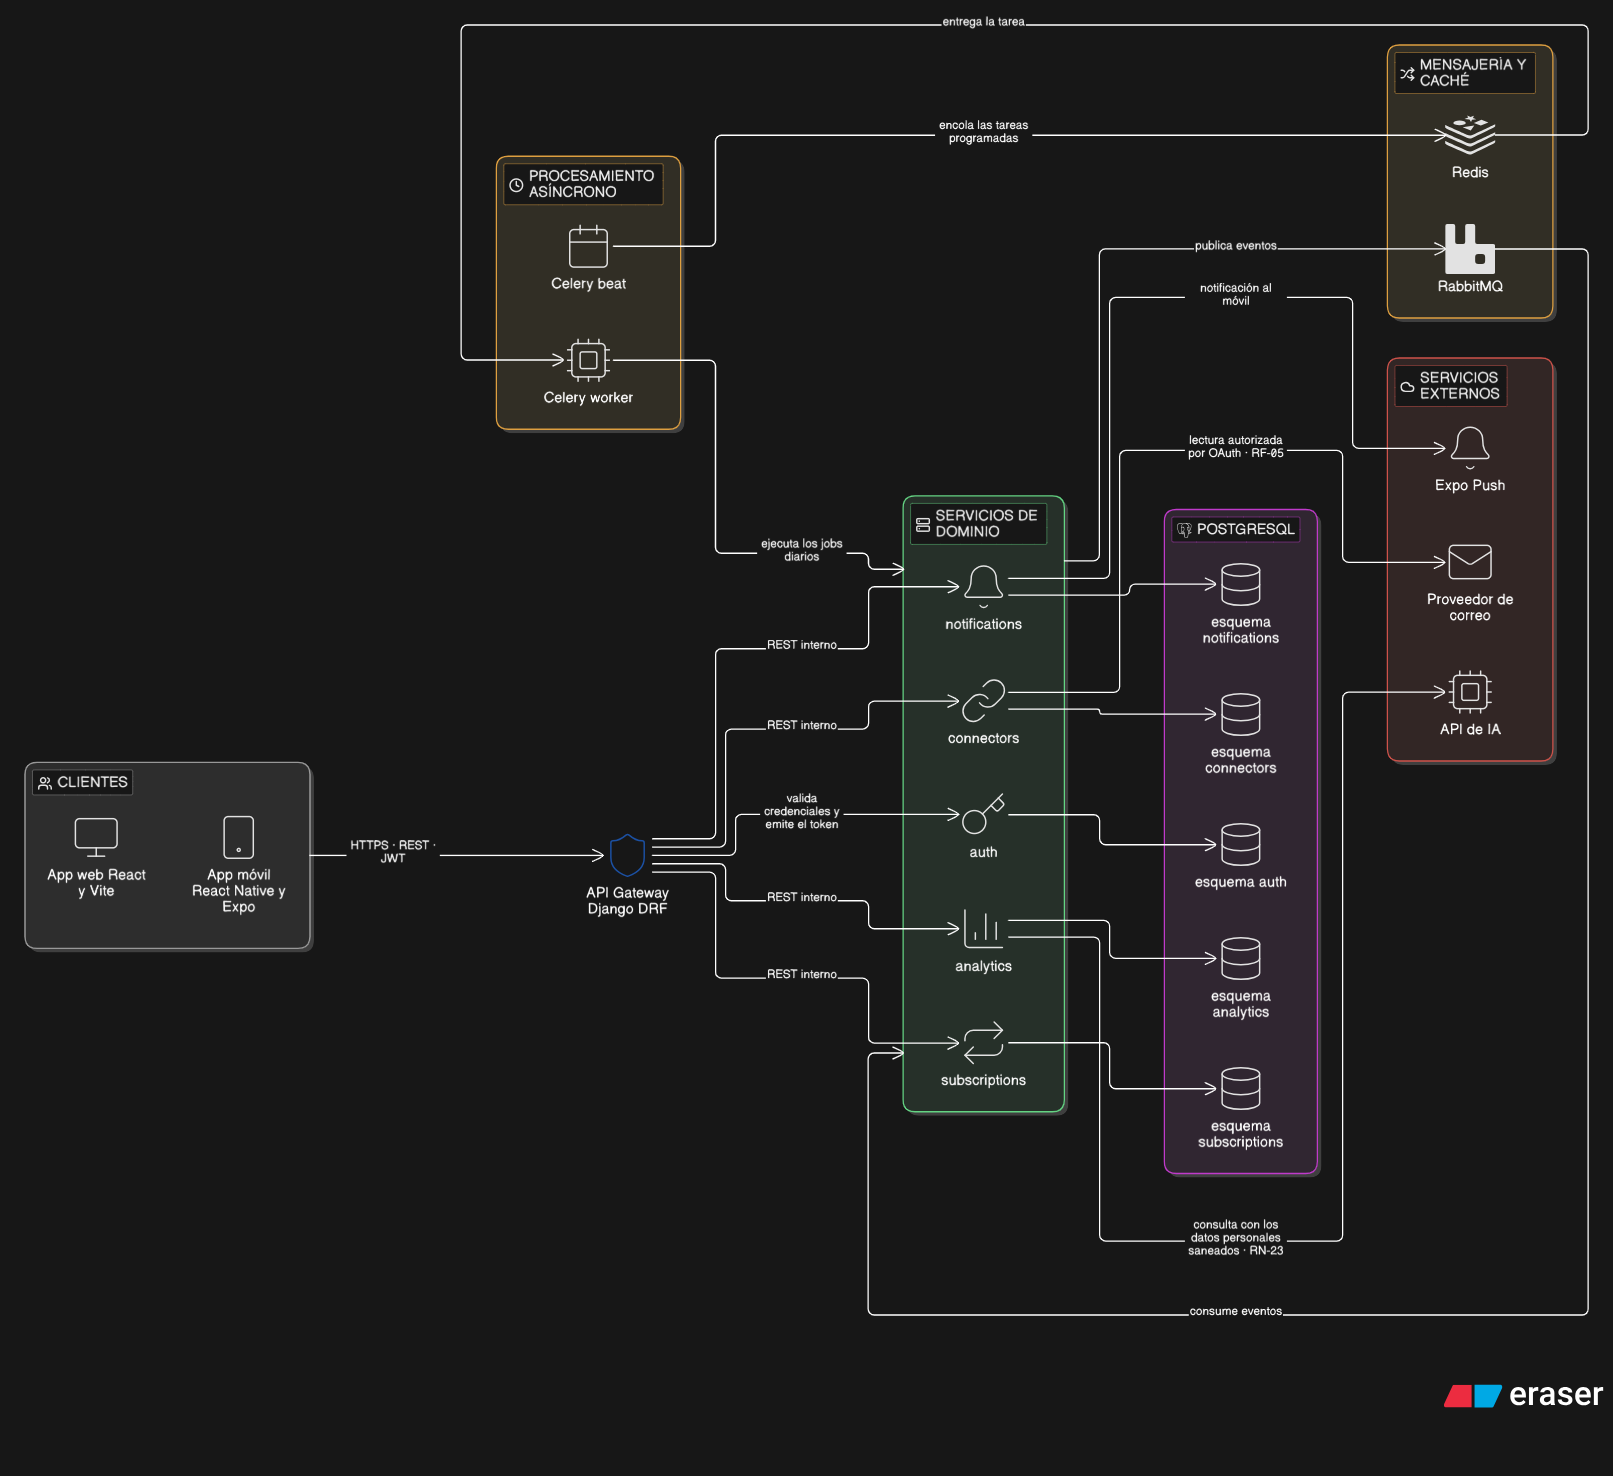 entrega la tarea
MENSAJERÍA Y
CACHÉ
encola las tareas
programadas
Redis
PROCESAMIENTO
ASÍNCRONO
Celery beat
publica eventos
RabbitMQ
notificación al
móvil
Celery worker
SERVICIOS
EXTERNOS
lectura autorizada
por OAuth · RF-05
Expo Push
SERVICIOS DE
DOMINIO
POSTGRESQL
ejecuta los jobs
diarios
notifications
esquema
notifications
Proveedor de
correo
REST interno
REST interno
connectors
esquema
connectors
API de IA
CLIENTES
App web React
y Vite
App móvil
React Native y
Expo
HTTPS · REST ·
JWT
API Gateway
Django DRF
valida
credenciales y
emite el token
auth
esquema auth
REST interno
analytics
esquema
analytics
REST interno
subscriptions
esquema
subscriptions
consulta con los
datos personales
saneados · RN-23
consume eventos
eraser